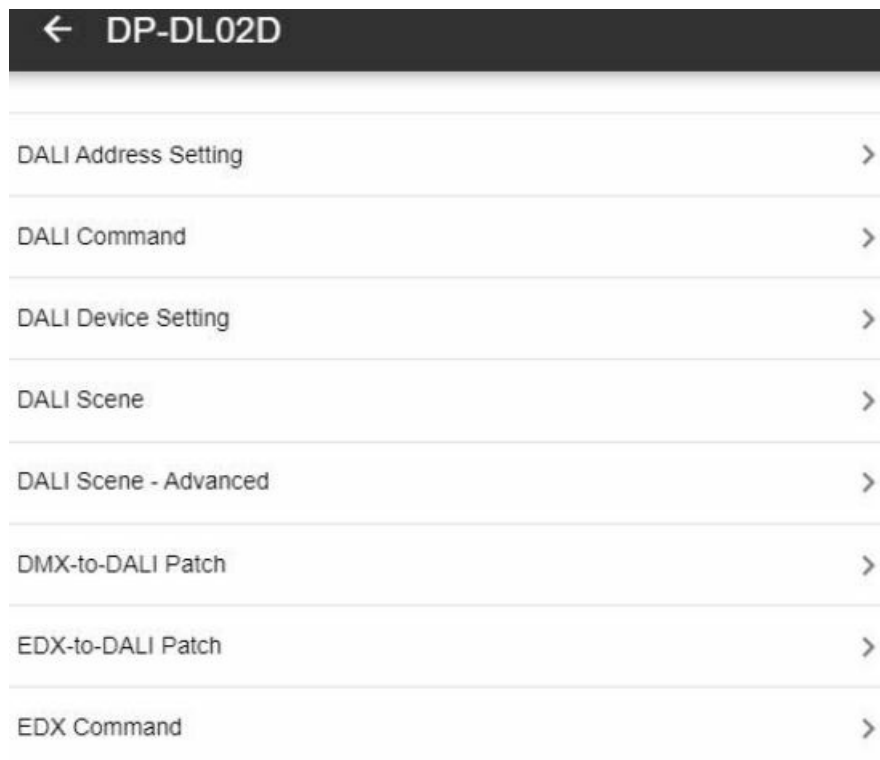 DP-DL02D
DALI Address Setting
DALI Command
DALI Device Setting
DALI Scene
DALI Scene - Advanced
DMX-to-DALI Patch
EDX-to-DALI Patch
EDX Command